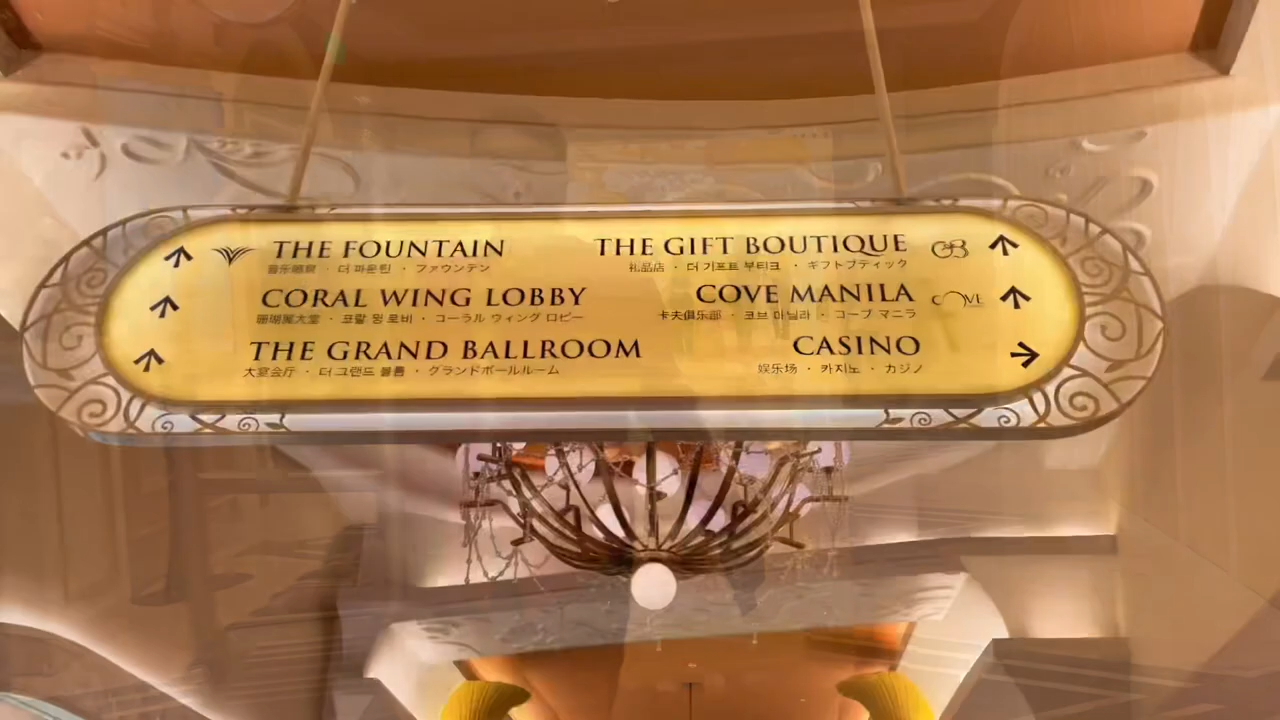 THE FOUNTAIN
音乐喷泉 · 더 파운틴 · ファウンテン
CORAL WING LOBBY
珊瑚翼大堂 · 코랄 윙 로비 · コーラル ウィング ロビー
THE GRAND BALLROOM
大宴会厅 · 더 그랜드 볼룸 · グランドボールルーム
THE GIFT BOUTIQUE
礼品店 · 더 기프트 부티크 · ギフトブティック
COVE MANILA COVE
卡夫俱乐部 · 코브 마닐라 · コーブ マニラ
CASINO
娱乐场 · 카지노 · カジノ